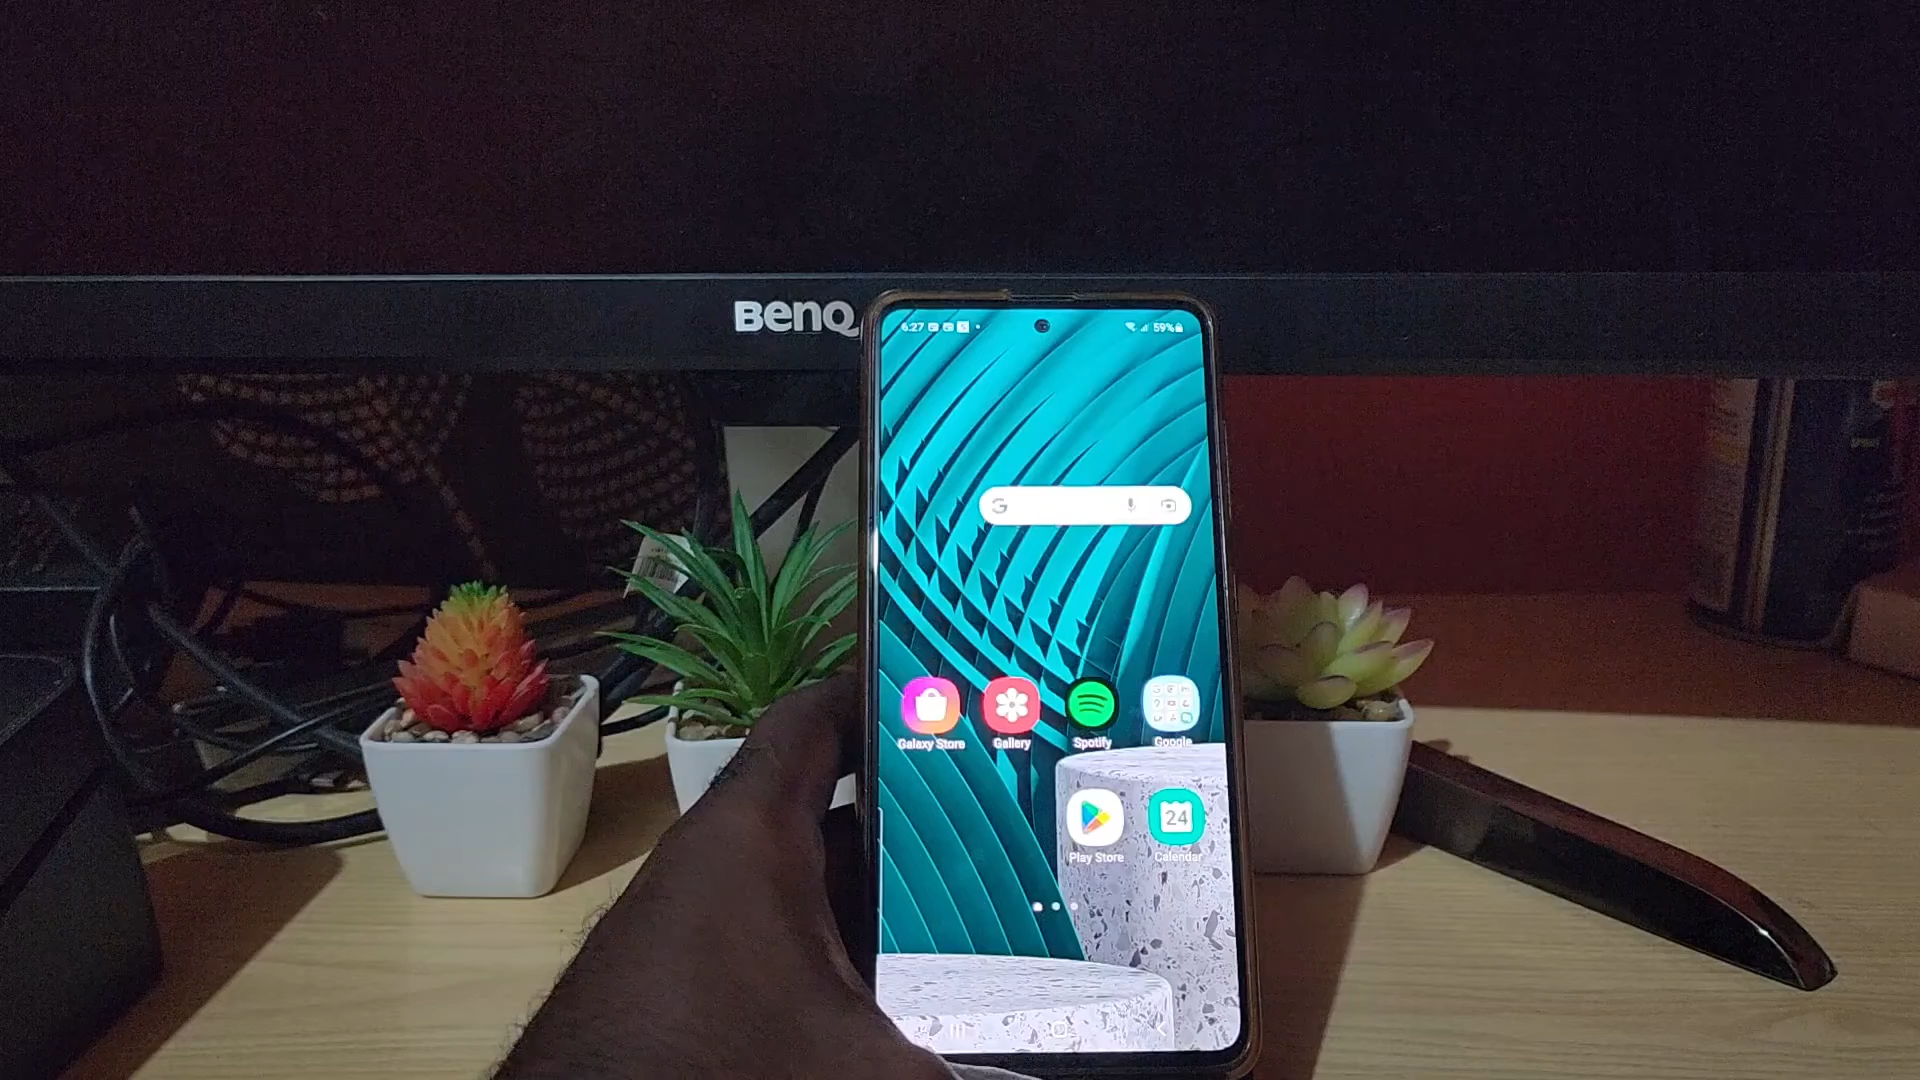 BenQ
6:27
59%
G
Galaxy Store
Gallery
Spotify
Google
24
Play Store
Calendar